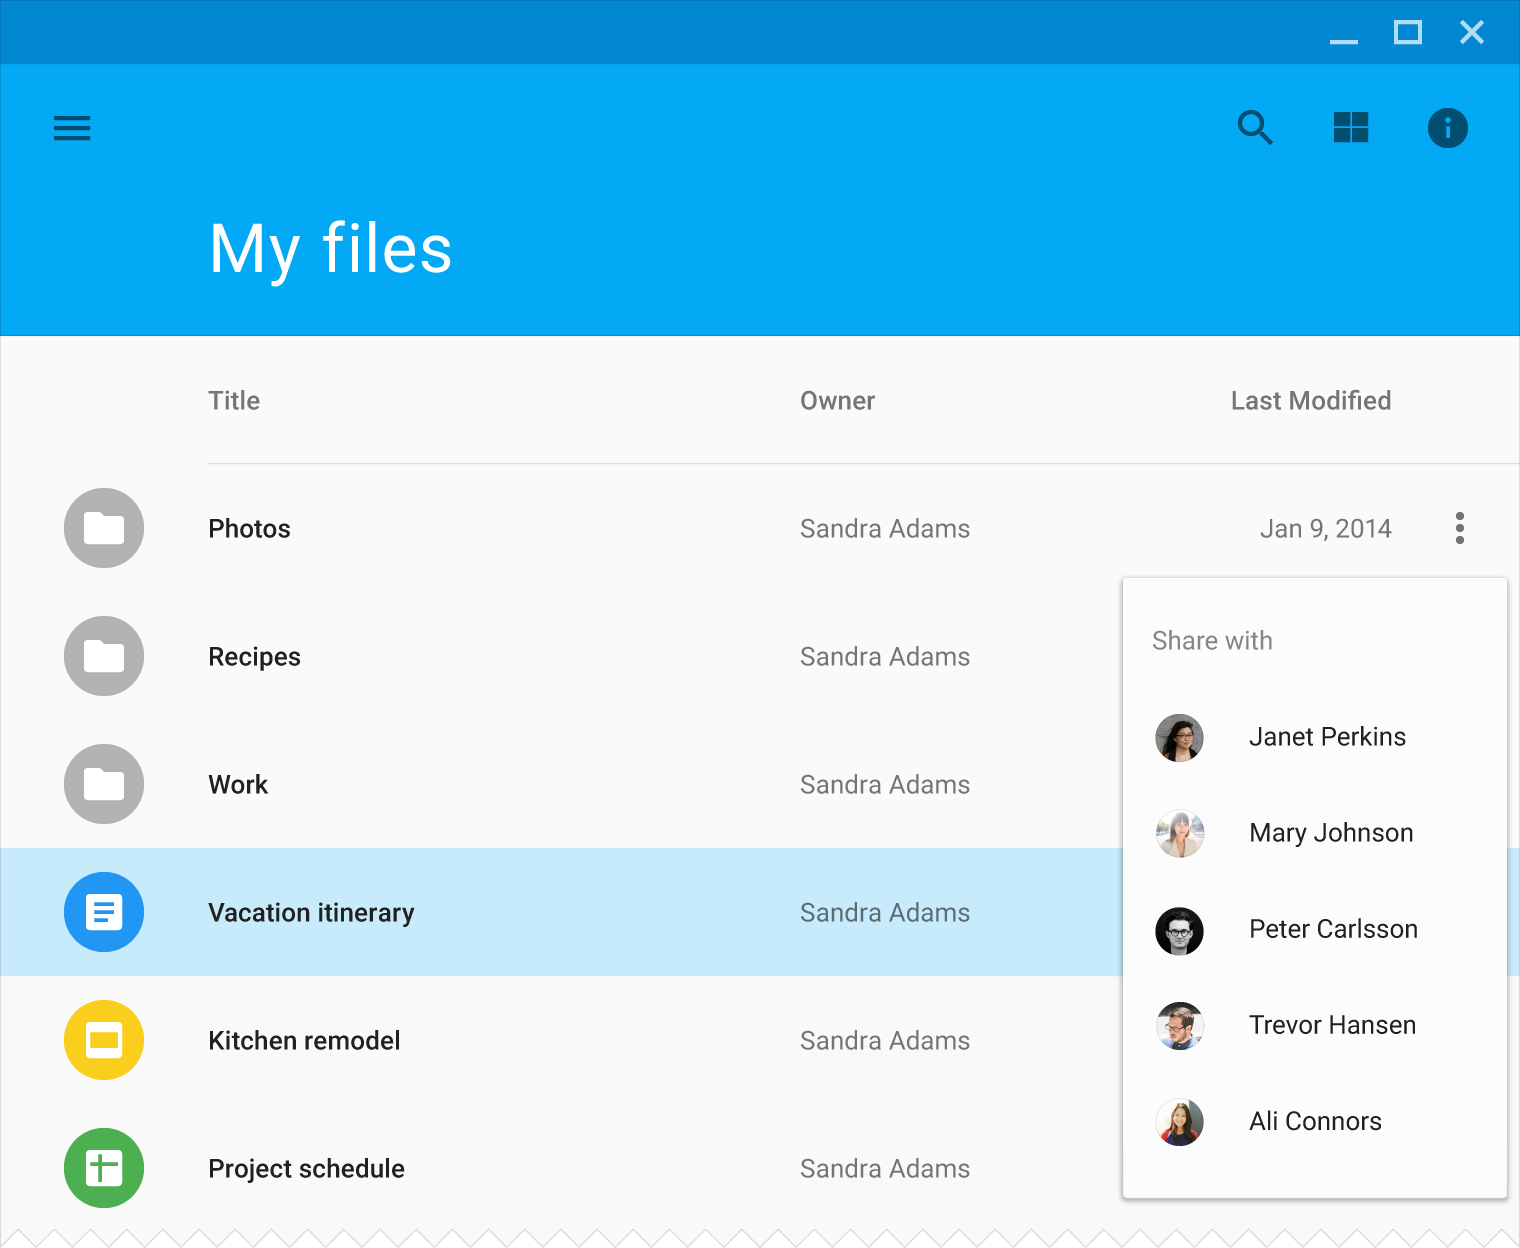 My files
Title Owner Last Modified
Photos Sandra Adams Jan 9, 2014
Recipes Sandra Adams
Work Sandra Adams
Vacation itinerary Sandra Adams
Kitchen remodel Sandra Adams
Project schedule Sandra Adams
Share with
Janet Perkins
Mary Johnson
Peter Carlsson
Trevor Hansen
Ali Connors